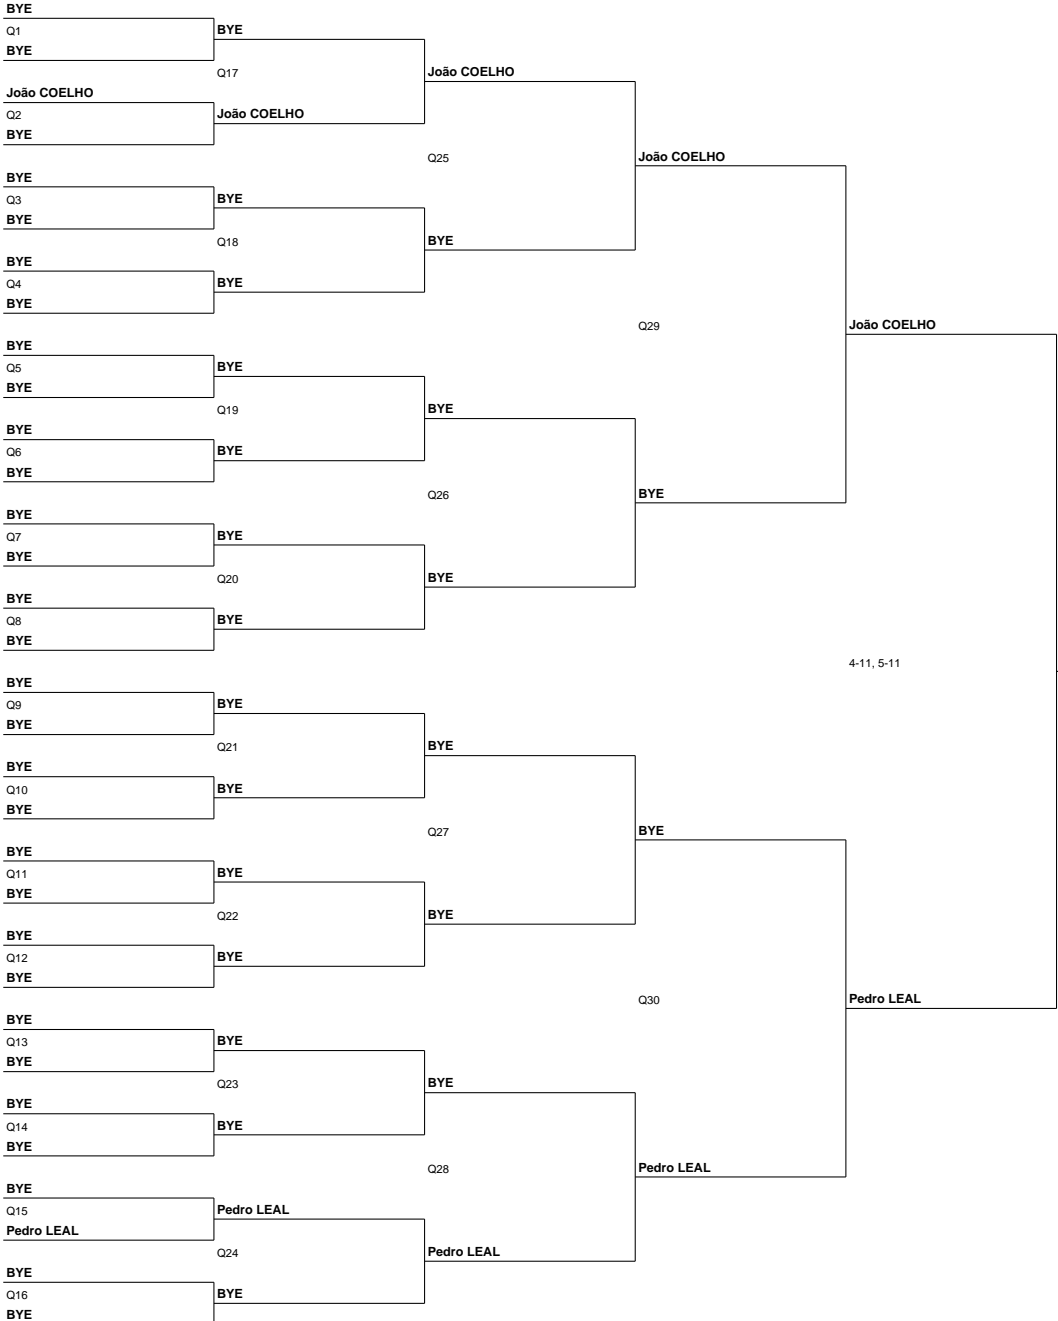 BYE
Q1
BYE
BYE
Q17
João COELHO
João COELHO
Q2
João COELHO
BYE
Q25
João COELHO
BYE
Q3
BYE
BYE
Q18
BYE
BYE
Q4
BYE
BYE
Q29
João COELHO
BYE
Q5
BYE
BYE
Q19
BYE
BYE
Q6
BYE
BYE
Q26
BYE
BYE
Q7
BYE
BYE
Q20
BYE
BYE
Q8
BYE
BYE
4-11, 5-11
BYE
Q9
BYE
BYE
Q21
BYE
BYE
Q10
BYE
BYE
Q27
BYE
BYE
Q11
BYE
BYE
Q22
BYE
BYE
Q12
BYE
BYE
Q30
Pedro LEAL
BYE
Q13
BYE
BYE
Q23
BYE
BYE
Q14
BYE
BYE
Q28
Pedro LEAL
BYE
Q15
Pedro LEAL
Pedro LEAL
Q24
Pedro LEAL
BYE
Q16
BYE
BYE